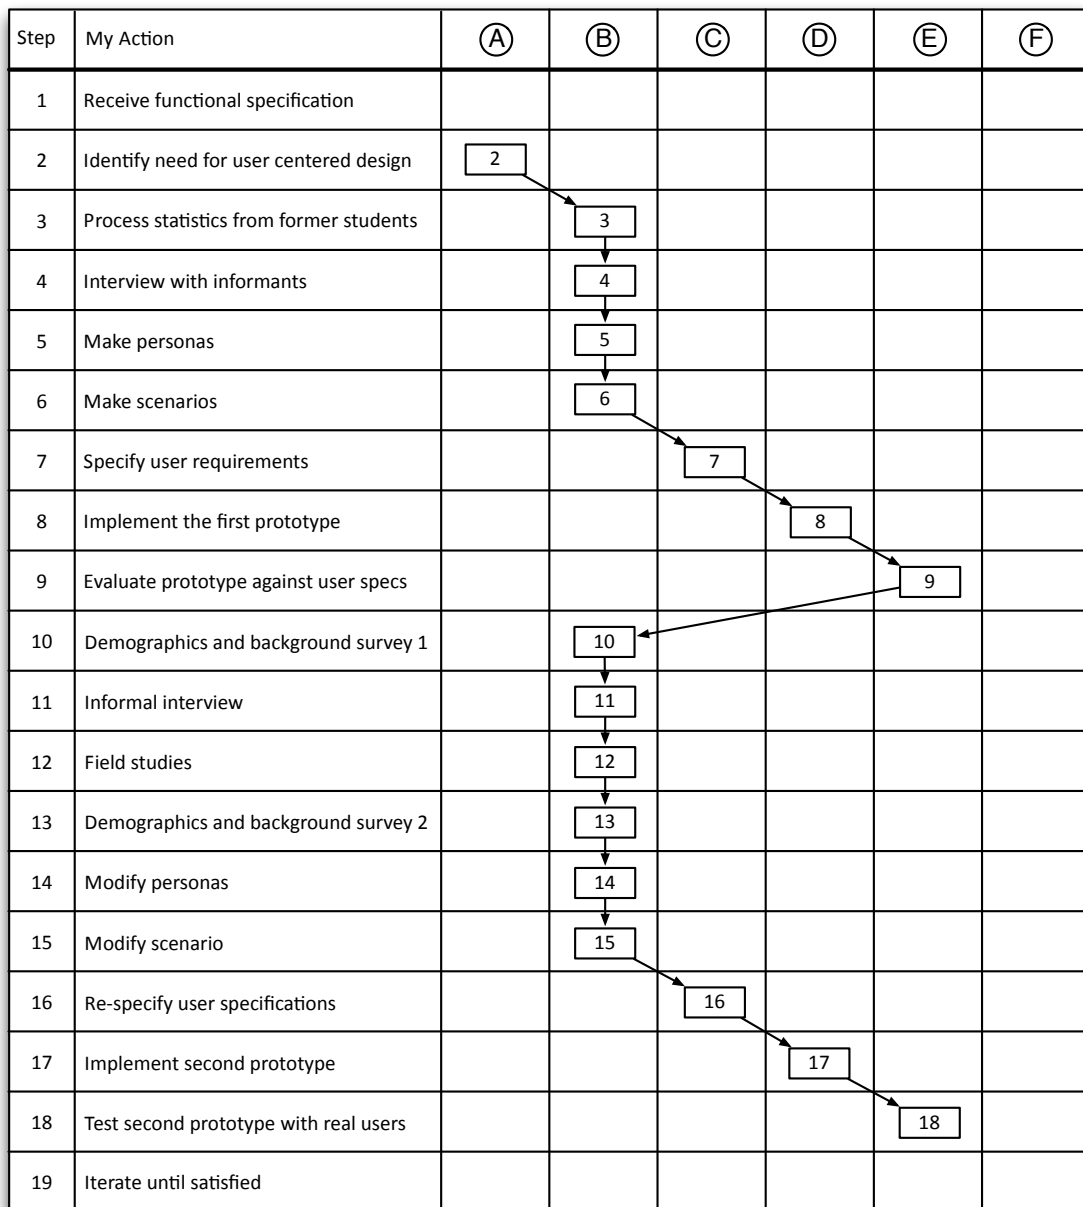 Step My Action A B C D E F
1 Receive functional specification
2 Identify need for user centered design 2
3 Process statistics from former students 3
4 Interview with informants 4
5 Make personas 5
6 Make scenarios 6
7 Specify user requirements 7
8 Implement the first prototype 8
9 Evaluate prototype against user specs 9
10 Demographics and background survey 1 10
11 Informal interview 11
12 Field studies 12
13 Demographics and background survey 2 13
14 Modify personas 14
15 Modify scenario 15
16 Re-specify user specifications 16
17 Implement second prototype 17
18 Test second prototype with real users 18
19 Iterate until satisfied